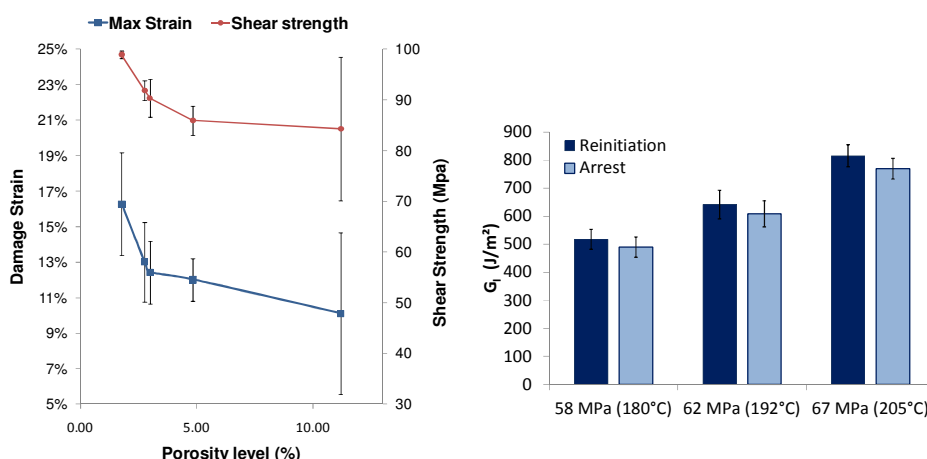 Max Strain
Shear strength
25%
23%
21%
19%
17%
15%
13%
11%
9%
7%
5%
Damage Strain
100
90
80
70
60
50
40
30
Shear Strength (Mpa)
0.00 5.00 10.00
Porosity level (%)
900
800
700
600
500
400
300
200
100
0
G_I (J/m²)
Reinitiation
Arrest
58 MPa (180°C) 62 MPa (192°C) 67 MPa (205°C)